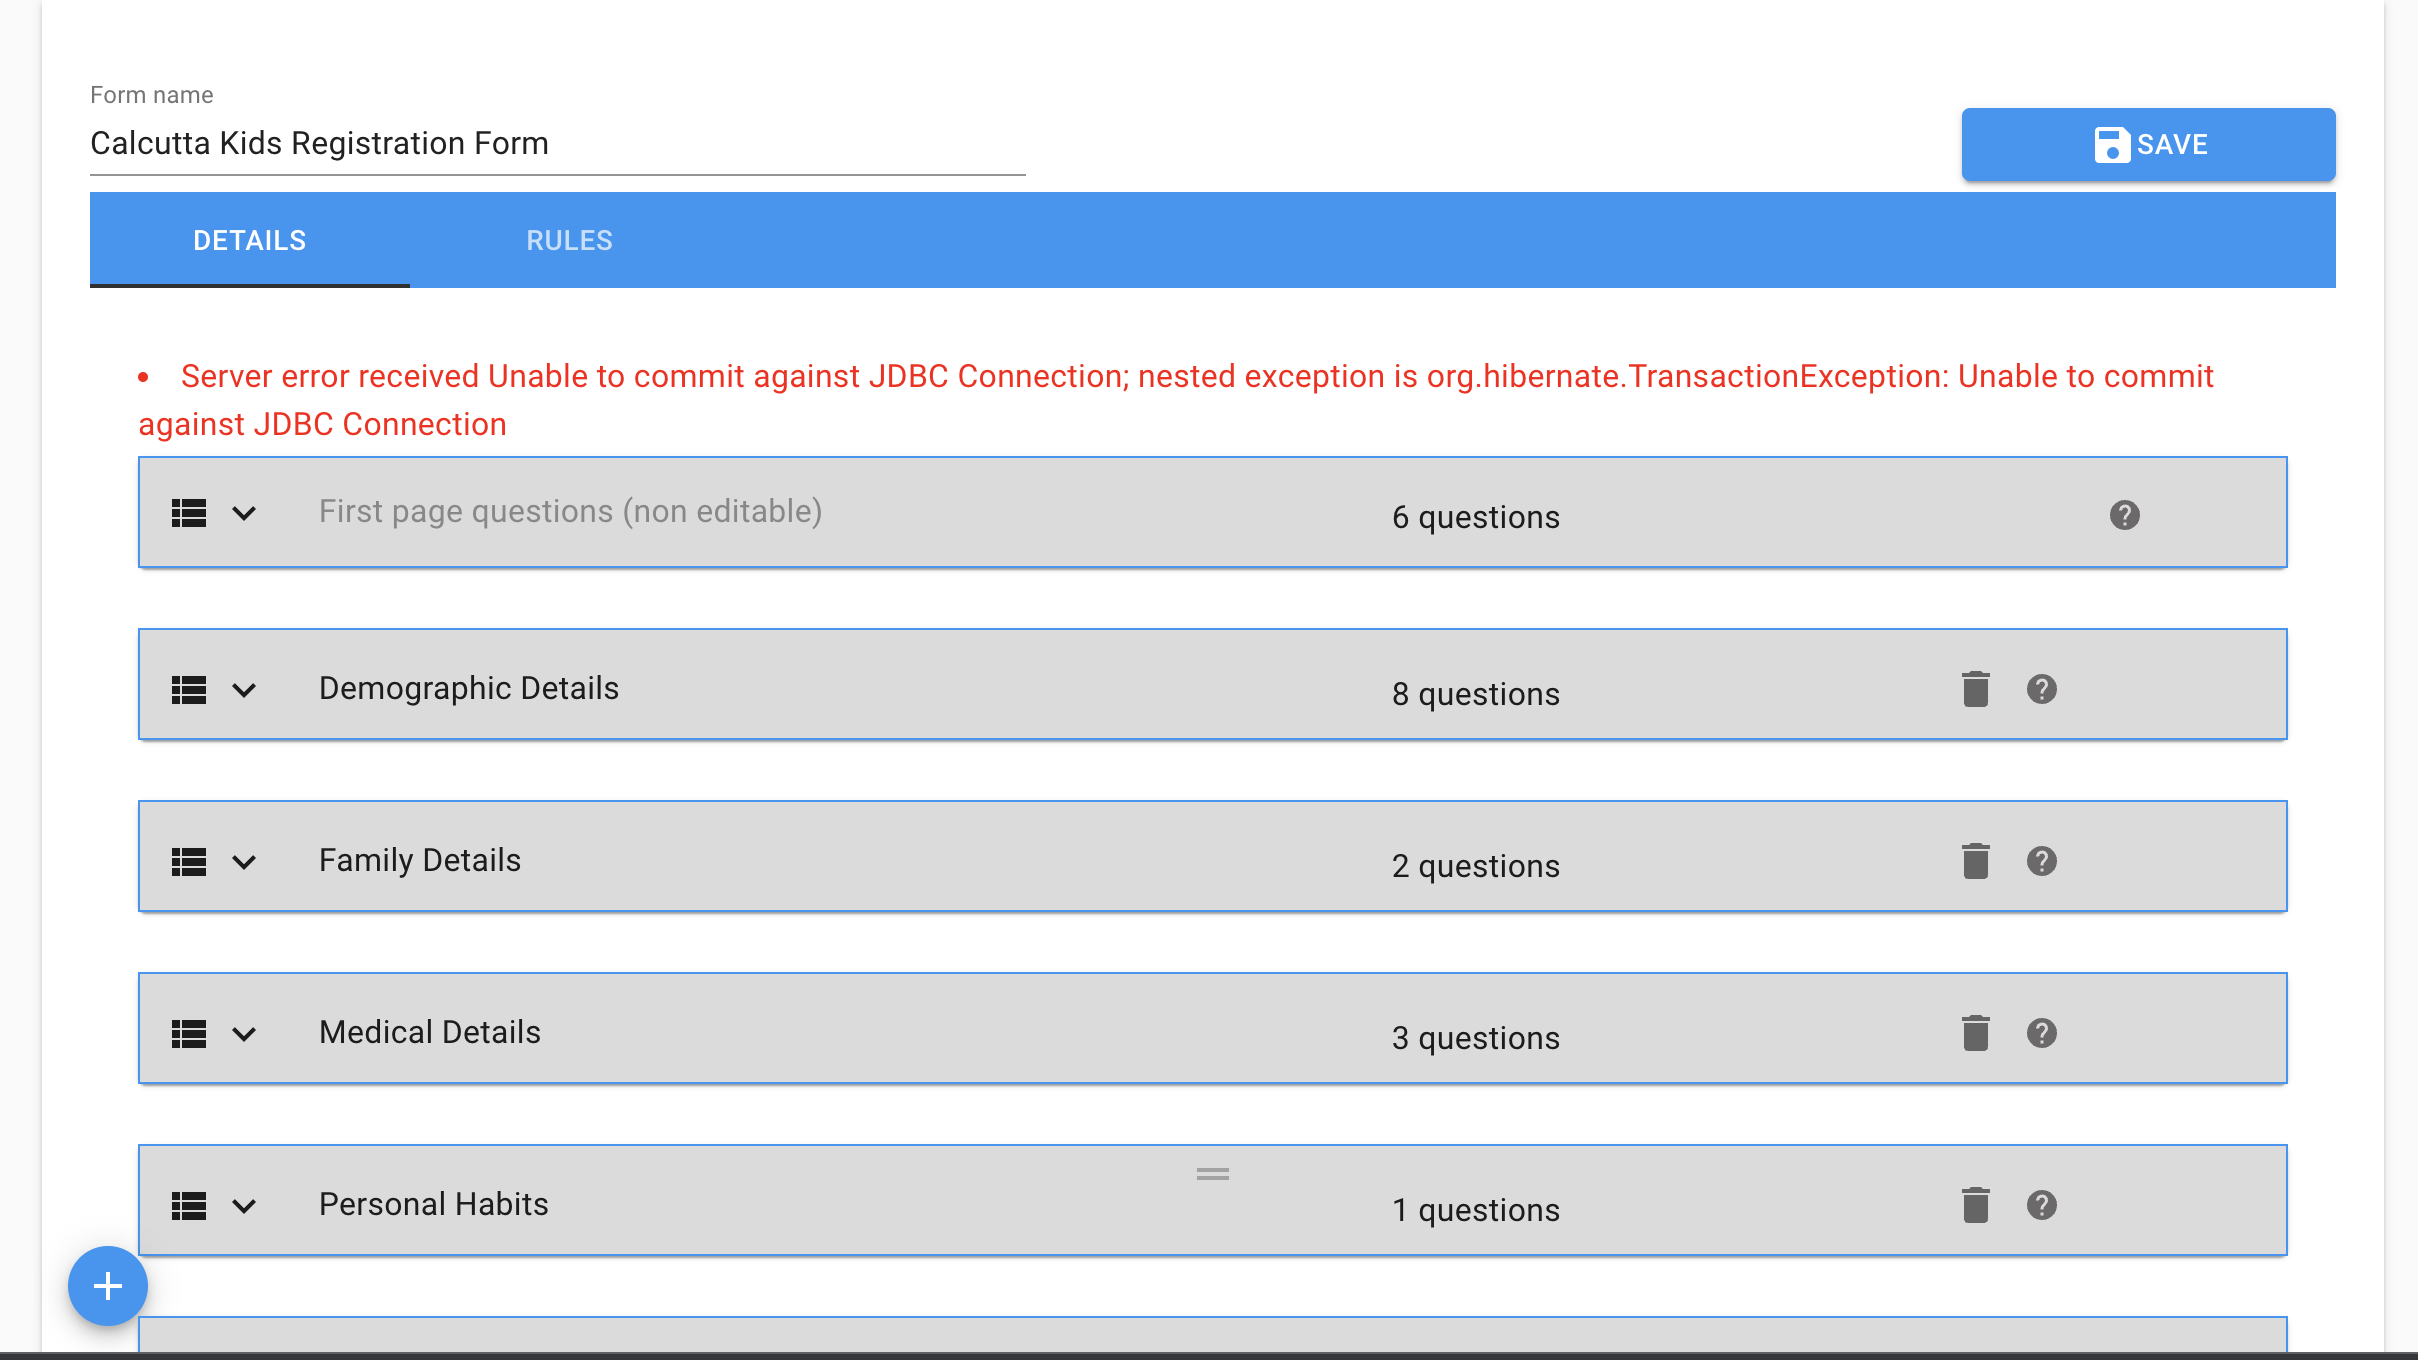 Form name
Calcutta Kids Registration Form
SAVE
DETAILS
RULES
Server error received Unable to commit against JDBC Connection; nested exception is org.hibernate.TransactionException: Unable to commit
against JDBC Connection
First page questions (non editable)
6 questions
Demographic Details
8 questions
Family Details
2 questions
Medical Details
3 questions
Personal Habits
1 questions